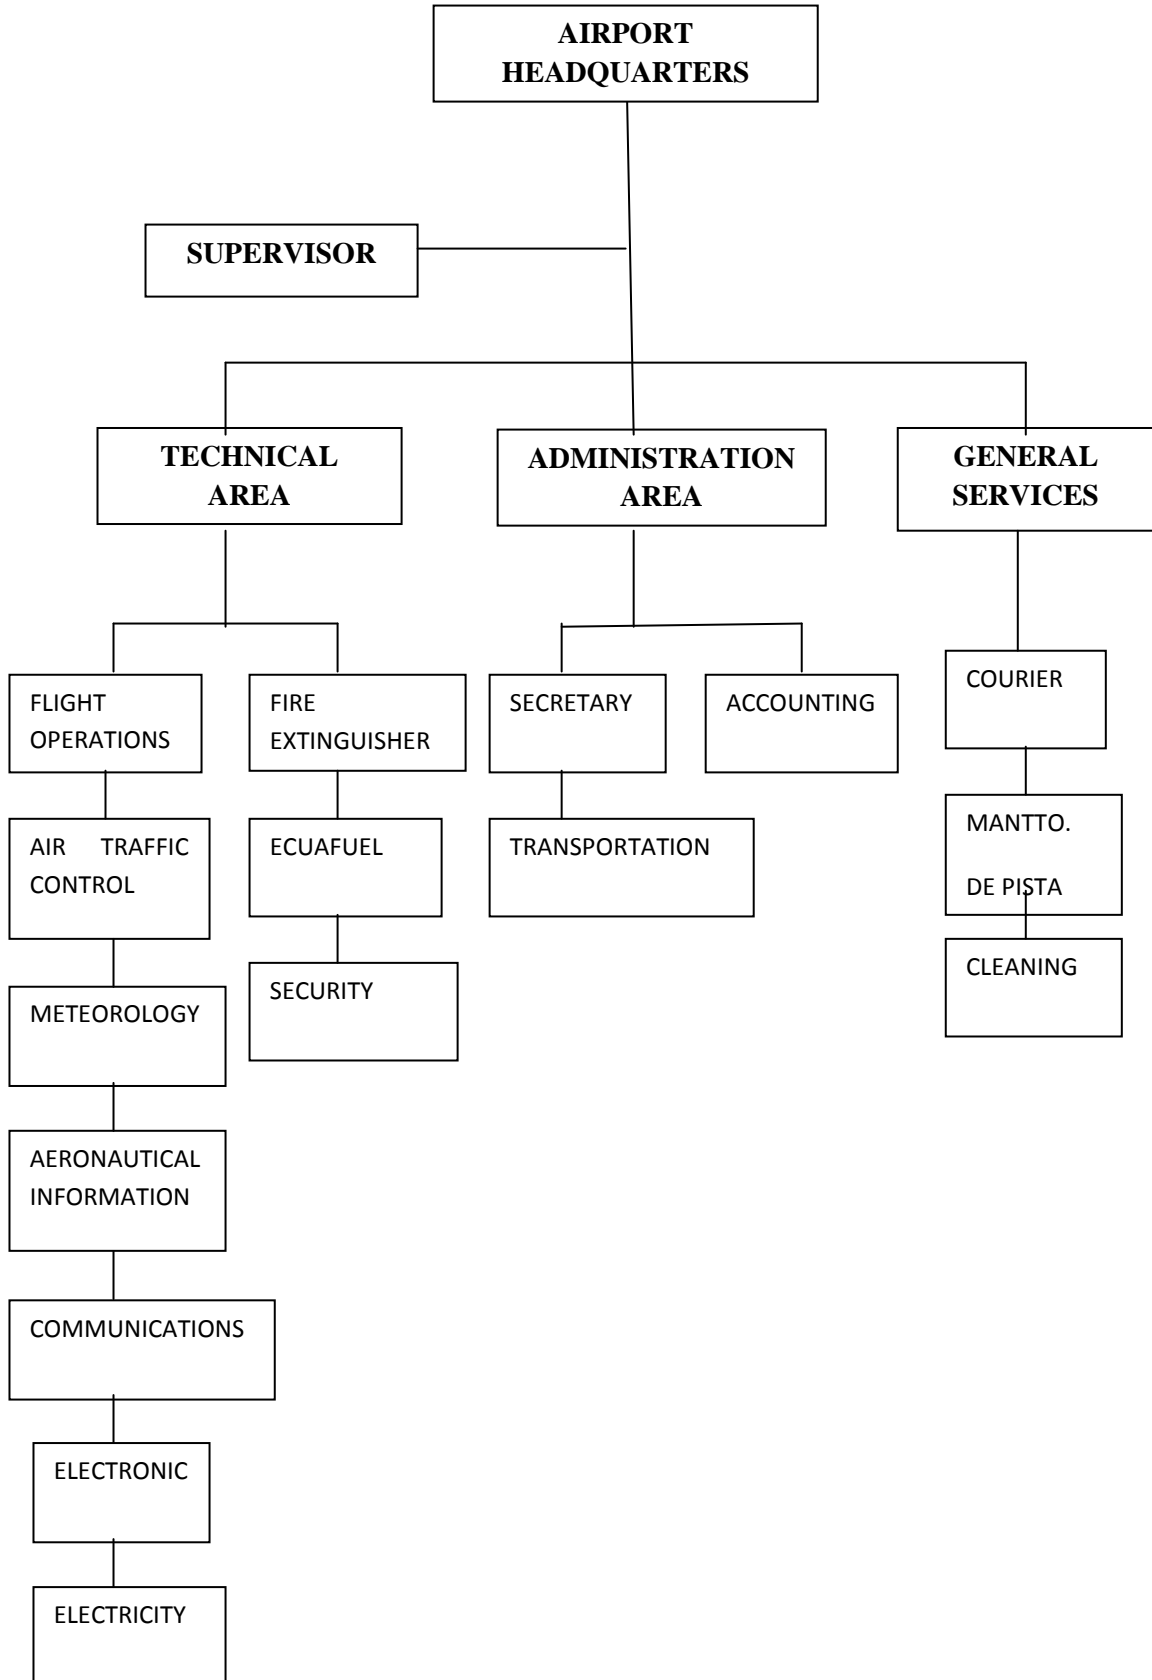 AIRPORT
HEADQUARTERS
SUPERVISOR
TECHNICAL
AREA
ADMINISTRATION
AREA
GENERAL
SERVICES
FLIGHT
OPERATIONS
FIRE
EXTINGUISHER
SECRETARY
ACCOUNTING
COURIER
AIR TRAFFIC
CONTROL
ECUAFUEL
TRANSPORTATION
MANTTO.
DE PISTA
METEOROLOGY
SECURITY
CLEANING
AERONAUTICAL
INFORMATION
COMMUNICATIONS
ELECTRONIC
ELECTRICITY